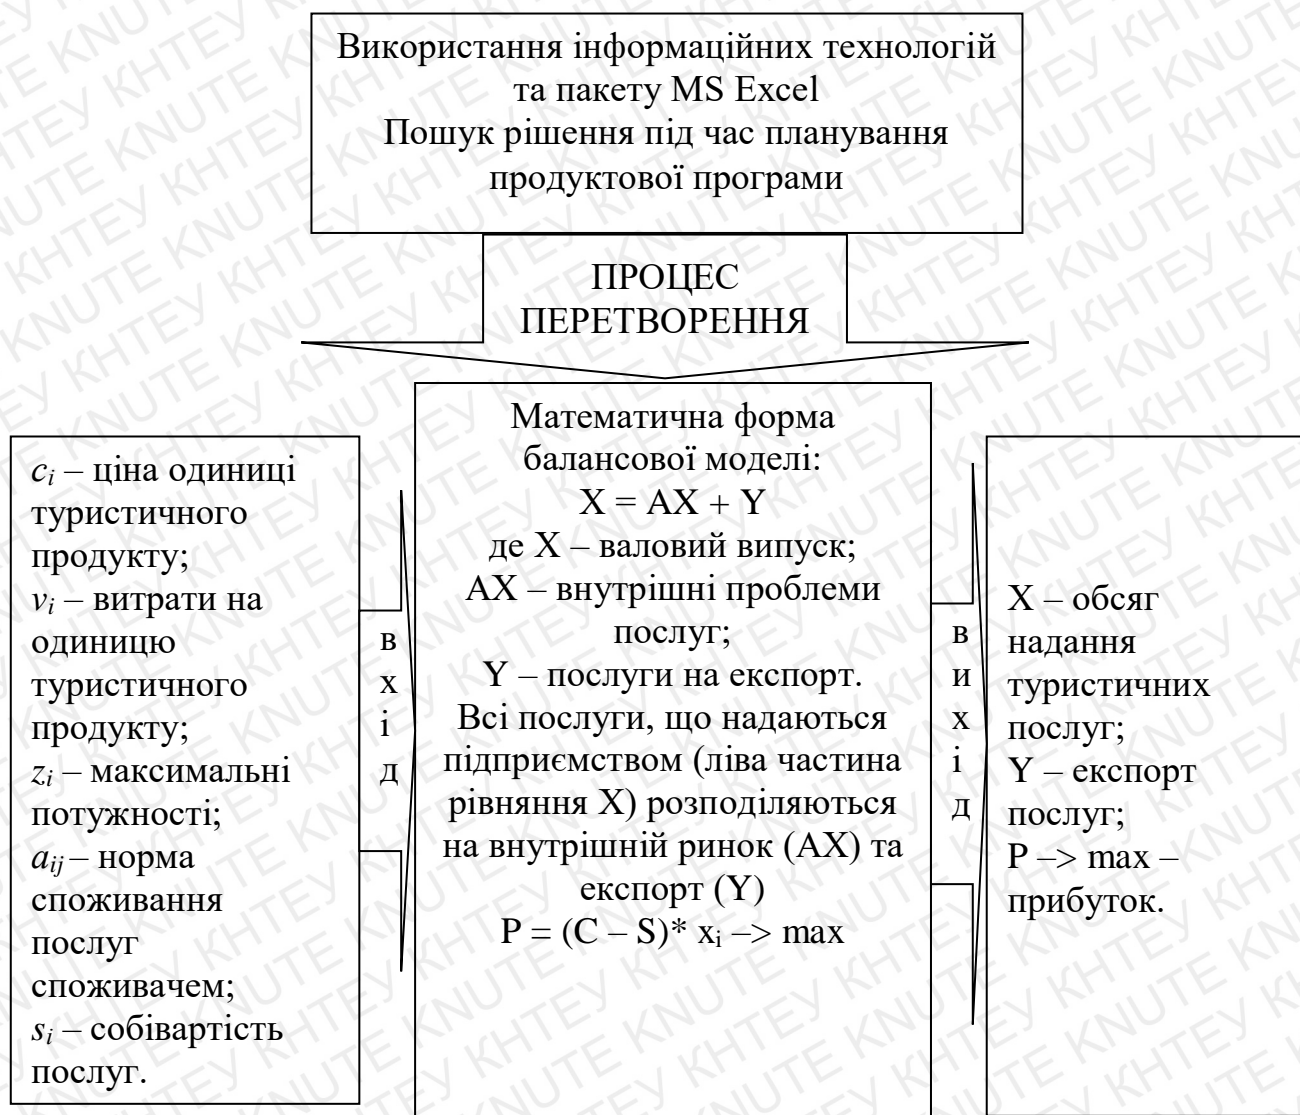 Використання інформаційних технологій
та пакету MS Excel
Пошук рішення під час планування
продуктової програми
ПРОЦЕС
ПЕРЕТВОРЕННЯ
cᵢ – ціна одиниці
туристичного
продукту;
vᵢ – витрати на
одиницю
туристичного
продукту;
zᵢ – максимальні
потужності;
aᵢⱼ – норма
споживання
послуг
споживачем;
sᵢ – собівартість
послуг.
в
х
і
д
Математична форма
балансової моделі:
X = AX + Y
де X – валовий випуск;
AX – внутрішні проблеми
послуг;
Y – послуги на експорт.
Всі послуги, що надаються
підприємством (ліва частина
рівняння X) розподіляються
на внутрішній ринок (AX) та
експорт (Y)
P = (C – S)* xᵢ –> max
в
и
х
і
д
X – обсяг
надання
туристичних
послуг;
Y – експорт
послуг;
P –> max –
прибуток.